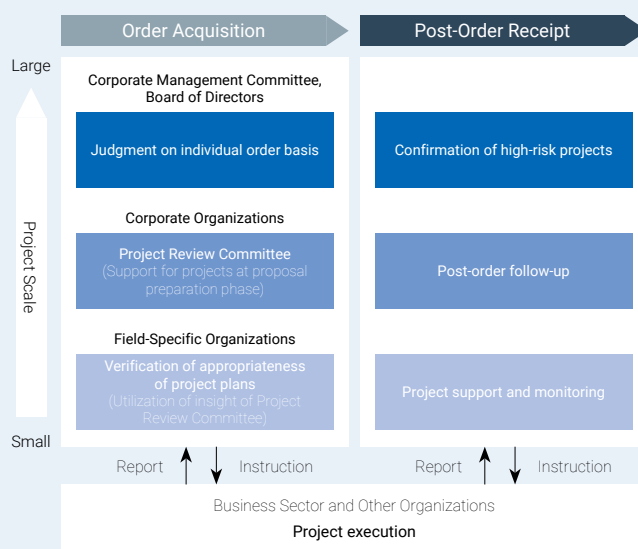 Order Acquisition
Post-Order Receipt
Large
Project Scale
Small
Corporate Management Committee,
Board of Directors
Judgment on individual order basis
Confirmation of high-risk projects
Corporate Organizations
Project Review Committee
(Support for projects at proposal
preparation phase)
Post-order follow-up
Field-Specific Organizations
Verification of appropriateness
of project plans
(Utilization of insight of Project
Review Committee)
Project support and monitoring
Report
Instruction
Report
Instruction
Business Sector and Other Organizations
Project execution